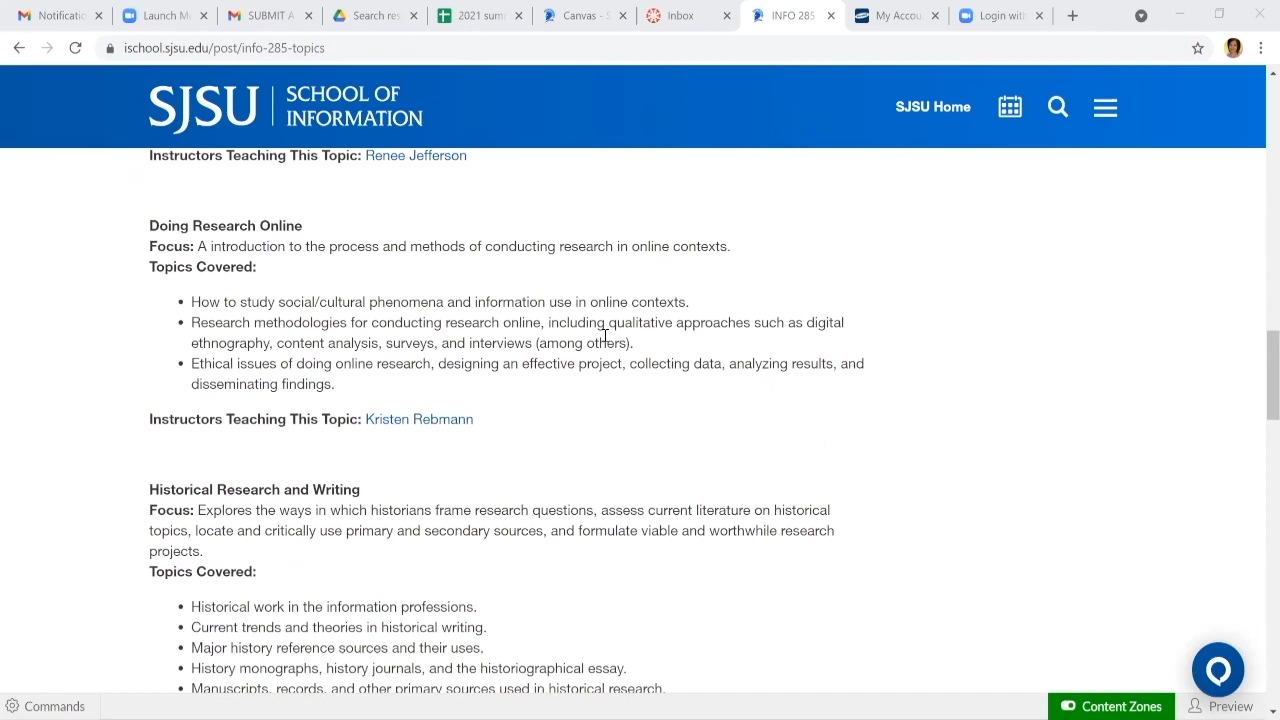 Notificatio
Launch M
SUBMIT A
Search res
2021 sum
Canvas - S
Inbox
INFO 285
My Accou
Login with
ischool.sjsu.edu/post/info-285-topics
SJSU SCHOOL OF
INFORMATION
SJSU Home
Instructors Teaching This Topic: Renee Jefferson
Doing Research Online
Focus: A introduction to the process and methods of conducting research in online contexts.
Topics Covered:
• How to study social/cultural phenomena and information use in online contexts.
• Research methodologies for conducting research online, including qualitative approaches such as digital
ethnography, content analysis, surveys, and interviews (among others).
• Ethical issues of doing online research, designing an effective project, collecting data, analyzing results, and
disseminating findings.
Instructors Teaching This Topic: Kristen Rebmann
Historical Research and Writing
Focus: Explores the ways in which historians frame research questions, assess current literature on historical
topics, locate and critically use primary and secondary sources, and formulate viable and worthwhile research
projects.
Topics Covered:
• Historical work in the information professions.
• Current trends and theories in historical writing.
• Major history reference sources and their uses.
• History monographs, history journals, and the historiographical essay.
• Manuscripts, records, and other primary sources used in historical research.
Commands
Content Zones
Preview